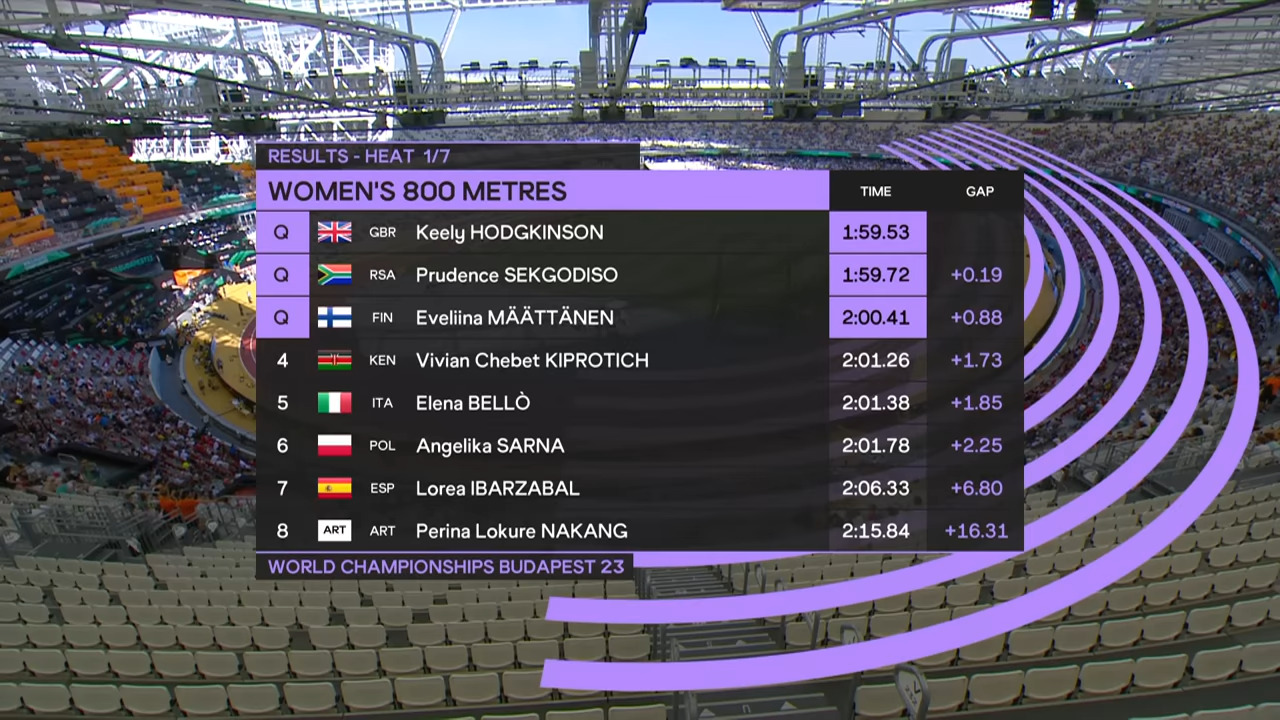 RESULTS - HEAT 1/7
WOMEN'S 800 METRES TIME GAP
Q GBR Keely HODGKINSON 1:59.53
Q RSA Prudence SEKGODISO 1:59.72 +0.19
Q FIN Eveliina MÄÄTTÄNEN 2:00.41 +0.88
4 KEN Vivian Chebet KIPROTICH 2:01.26 +1.73
5 ITA Elena BELLÒ 2:01.38 +1.85
6 POL Angelika SARNA 2:01.78 +2.25
7 ESP Lorea IBARZABAL 2:06.33 +6.80
8 ART ART Perina Lokure NAKANG 2:15.84 +16.31
WORLD CHAMPIONSHIPS BUDAPEST 23